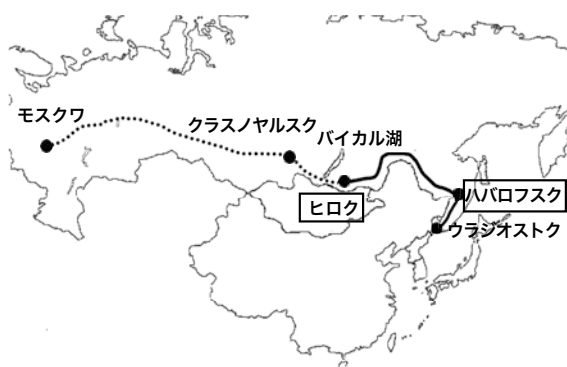 モスクワ
クラスノヤルスク
バイカル湖
ヒロク
ハバロフスク
ウラジオストク